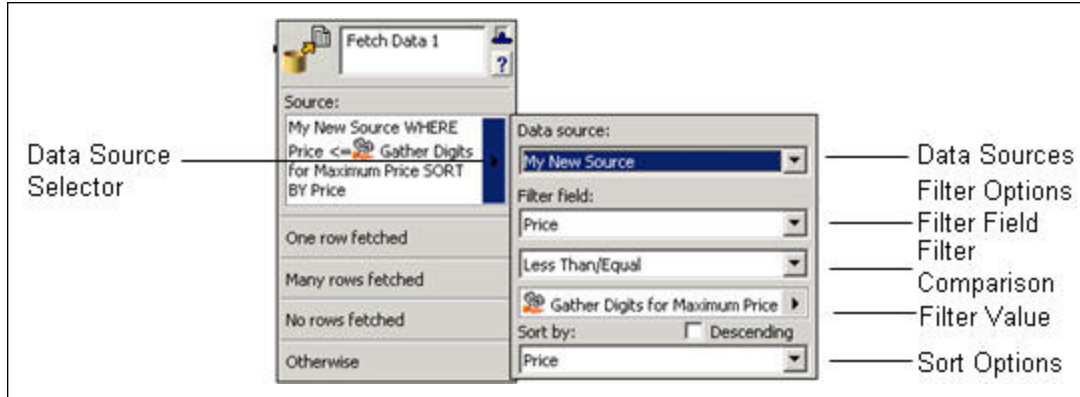 Fetch Data 1
?
Source:
My New Source WHERE
Price <= Gather Digits
for Maximum Price SORT
BY Price
One row fetched
Many rows fetched
No rows fetched
Otherwise
Data Source
Selector
Data source:
My New Source
Filter field:
Price
Less Than/Equal
Gather Digits for Maximum Price
Sort by: Descending
Price
Data Sources
Filter Options
Filter Field
Filter
Comparison
Filter Value
Sort Options